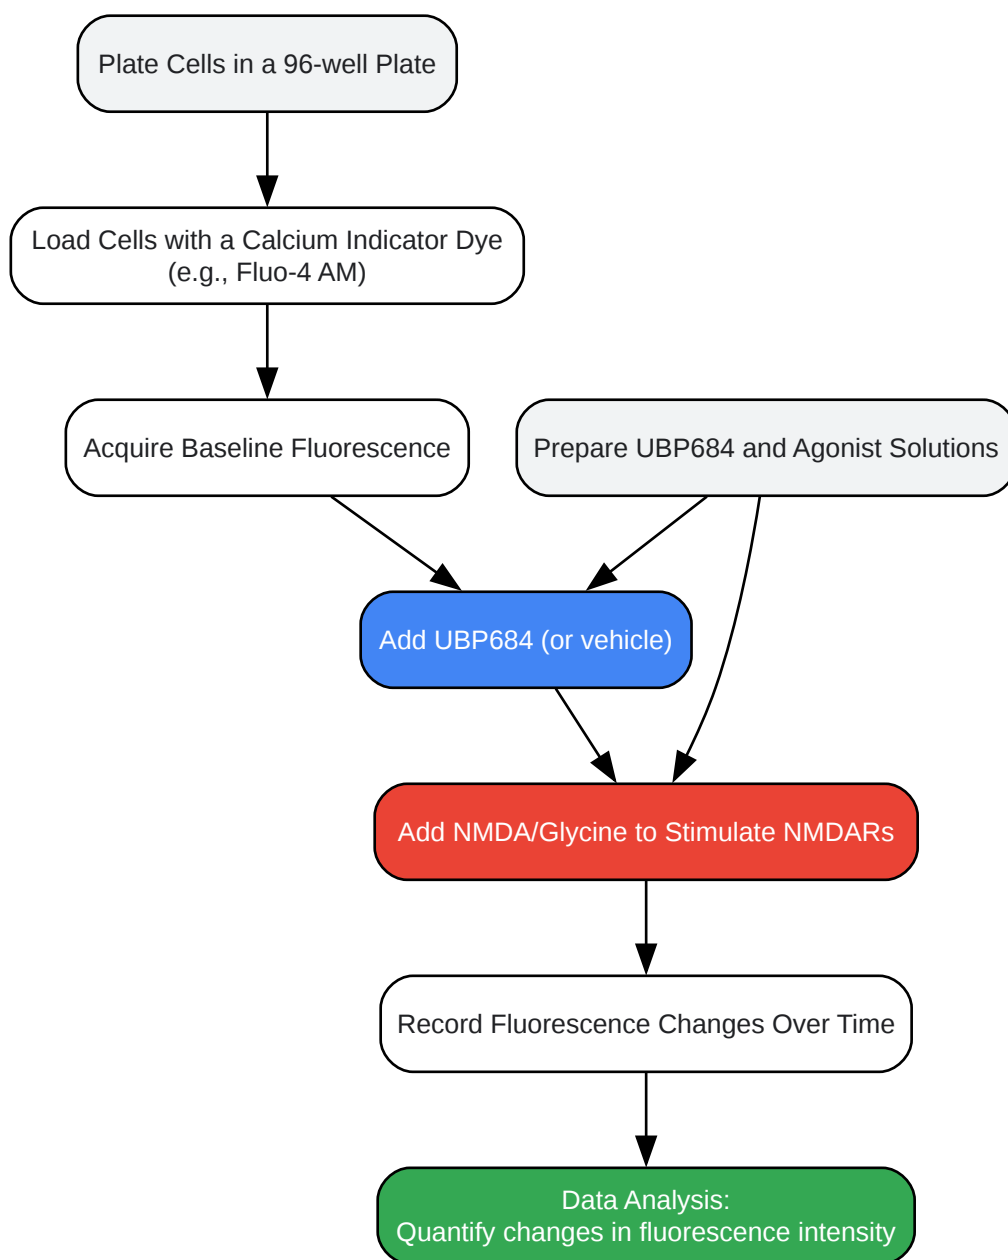 Plate Cells in a 96-well Plate
Load Cells with a Calcium Indicator Dye
(e.g., Fluo-4 AM)
Acquire Baseline Fluorescence
Prepare UBP684 and Agonist Solutions
Add UBP684 (or vehicle)
Add NMDA/Glycine to Stimulate NMDARs
Record Fluorescence Changes Over Time
Data Analysis:
Quantify changes in fluorescence intensity